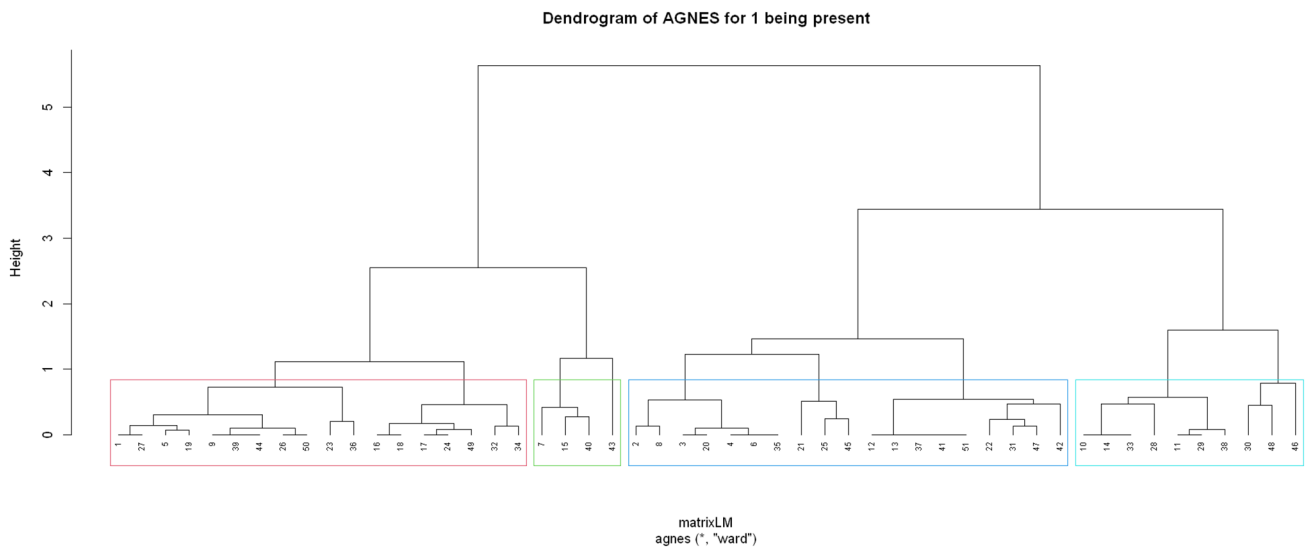 Dendrogram of AGNES for 1 being present
Height
5
4
3
2
1
0
1 27 5 19 9 39 44 26 50 23 36 16 18 17 24 49 32 34 7 15 40 43 2 8 3 20 4 6 35 21 25 45 12 13 37 41 51 22 31 47 42 10 14 33 28 11 29 38 30 48 46
matrixLM
agnes (*, "ward")